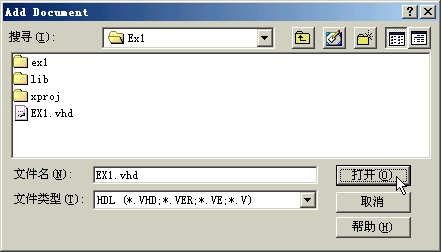 Add Document
搜寻(I): Ex1
ex1
lib
xproj
EX1.vhd
文件名(N): EX1.vhd 打开(O)
文件类型(T): HDL (*.VHD;*.VER;*.VE;*.V) 取消
帮助(H)